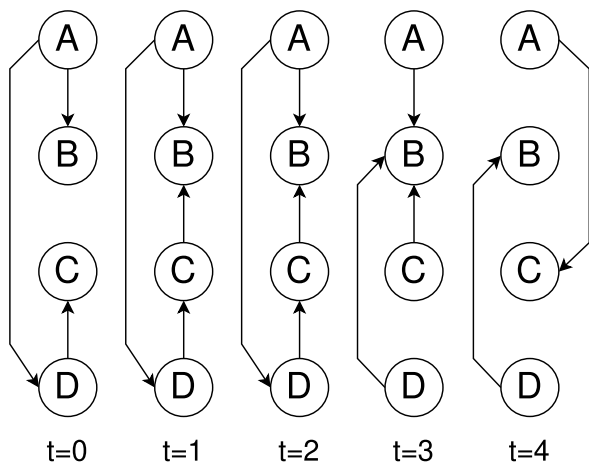 A A A A A
B B B B B
C C C C C
D D D D D
t=0 t=1 t=2 t=3 t=4